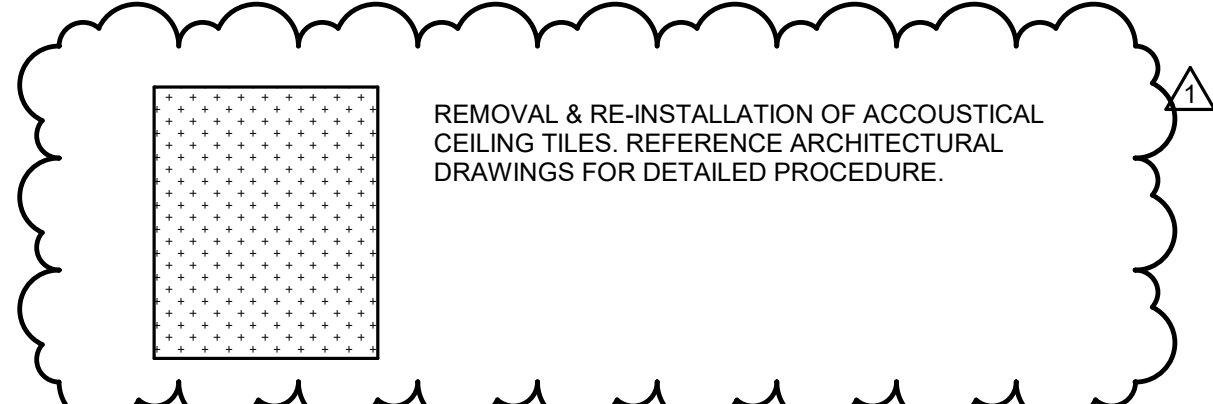 REMOVAL & RE-INSTALLATION OF ACCOUSTICAL
CEILING TILES. REFERENCE ARCHITECTURAL
DRAWINGS FOR DETAILED PROCEDURE.
1